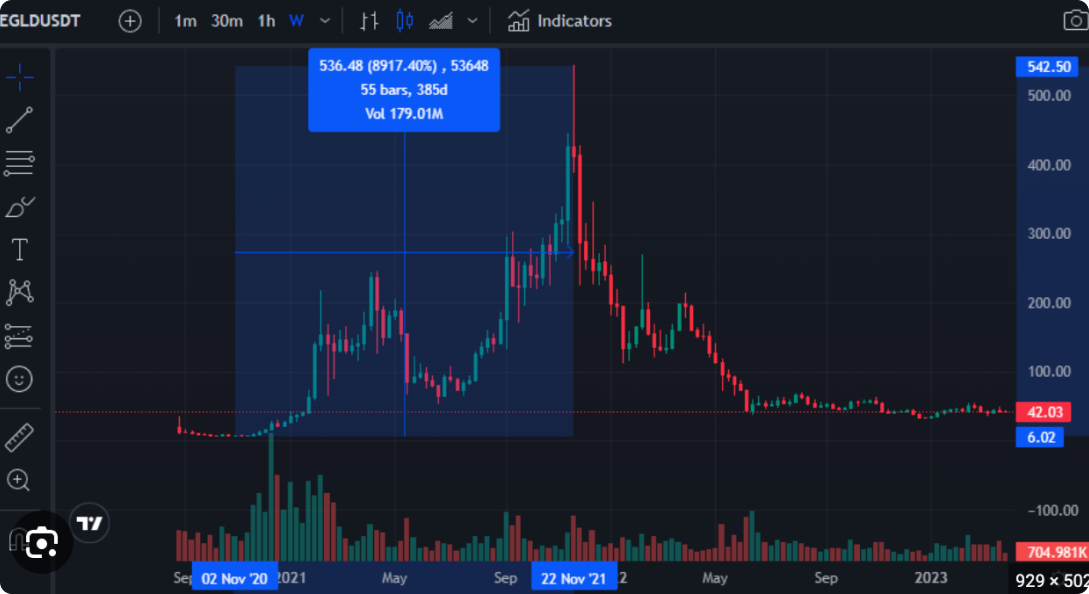 EGLDUSDT 1m 30m 1h W Indicators
536.48 (8917.40%) , 53648
55 bars, 385d
Vol 179.01M
542.50
500.00
400.00
300.00
200.00
100.00
42.03
6.02
−100.00
704.981K
Sep 02 Nov '20 2021 May Sep 22 Nov '21 2 May Sep 2023
929 × 502